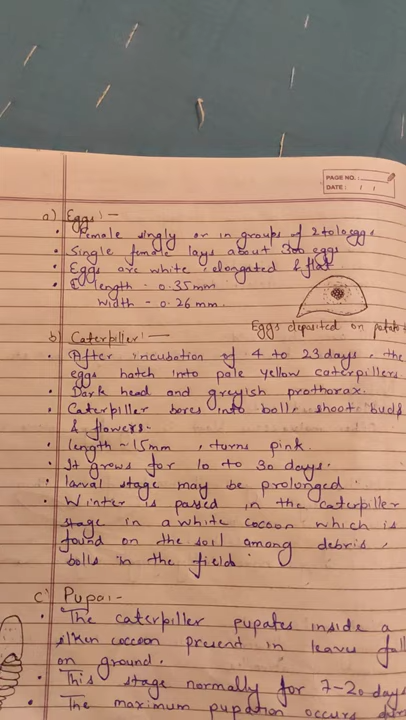 PAGE NO.:
DATE: / /
a) Eggs:-
• Female singly or in groups of 2 to 10 eggs
• Single female lays about 300 eggs
• Eggs are white, elongated & flat
• length - 0.35mm
width - 0.26 mm.
Eggs deposited on
b) Caterpiller:-
• After incubation of 4 to 23 days, the
eggs hatch into pale yellow caterpillers
• Dark head and greyish prothorax.
• Caterpiller bores into bolls, shoot buds
& flowers.
• length ~ 15mm, turns pink.
• It grows for 10 to 30 days.
• larval stage may be prolonged.
• Winter is passed in the caterpiller
stage in a white cocoon which is
found on the soil among debris,
bolls in the field
c) Pupa:-
• The caterpiller pupates inside a
silken cocoon present in leaves
on ground.
• This stage normally for 7-20 days
• The maximum pupation occurs